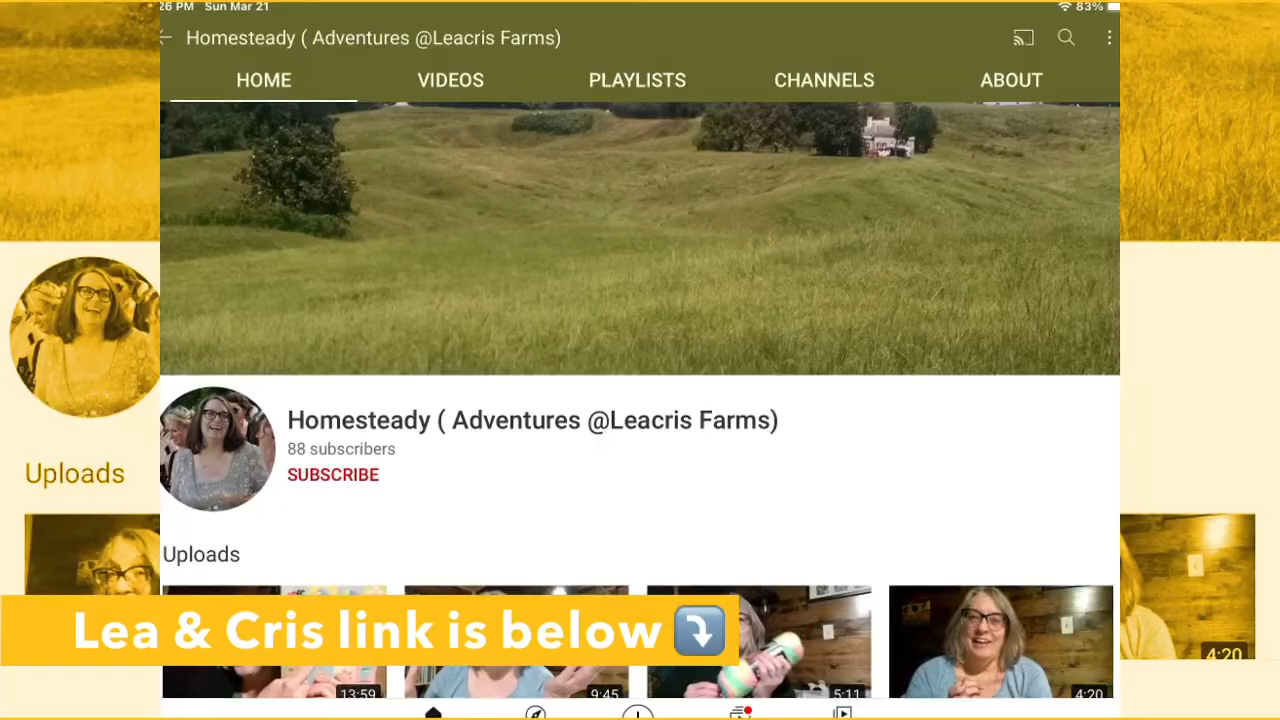 26 PM Sun Mar 21
83%
Homesteady ( Adventures @Leacris Farms)
HOME VIDEOS PLAYLISTS CHANNELS ABOUT
Homesteady ( Adventures @Leacris Farms)
88 subscribers
SUBSCRIBE
Uploads
Uploads
Lea & Cris link is below
13:59 9:45 5:11 4:20
4:20